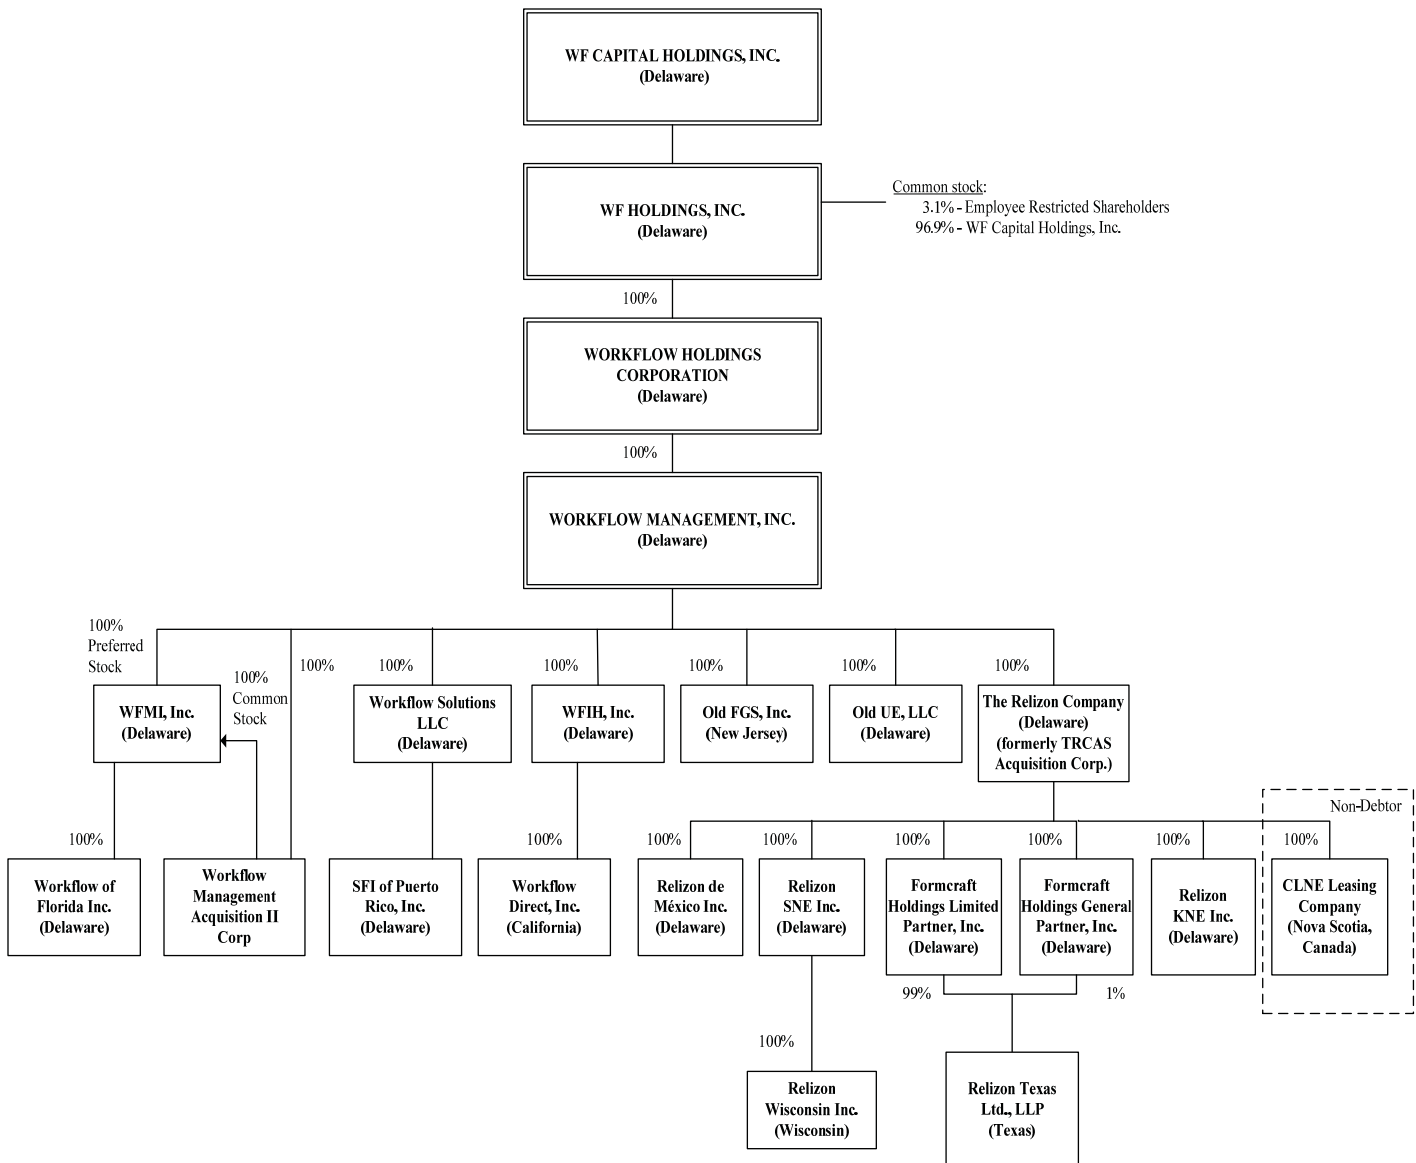 WF CAPITAL HOLDINGS, INC.
(Delaware)
WF HOLDINGS, INC.
(Delaware)
Common stock:
3.1% - Employee Restricted Shareholders
96.9% - WF Capital Holdings, Inc.
100%
WORKFLOW HOLDINGS
CORPORATION
(Delaware)
100%
WORKFLOW MANAGEMENT, INC.
(Delaware)
100%
Preferred
Stock
100%
Common
Stock
100%
100%
100%
100%
100%
100%
WFMI, Inc.
(Delaware)
Workflow Solutions
LLC
(Delaware)
WFIH, Inc.
(Delaware)
Old FGS, Inc.
(New Jersey)
Old UE, LLC
(Delaware)
The Relizon Company
(Delaware)
(formerly TRCAS
Acquisition Corp.)
Non-Debtor
100%
100%
100%
100%
100%
100%
100%
Workflow of
Florida Inc.
(Delaware)
Workflow
Management
Acquisition II
Corp
SFI of Puerto
Rico, Inc.
(Delaware)
Workflow
Direct, Inc.
(California)
Relizon de
México Inc.
(Delaware)
Relizon
SNE Inc.
(Delaware)
Formcraft
Holdings Limited
Partner, Inc.
(Delaware)
Formcraft
Holdings General
Partner, Inc.
(Delaware)
Relizon
KNE Inc.
(Delaware)
CLNE Leasing
Company
(Nova Scotia,
Canada)
99%
1%
100%
Relizon
Wisconsin Inc.
(Wisconsin)
Relizon Texas
Ltd., LLP
(Texas)